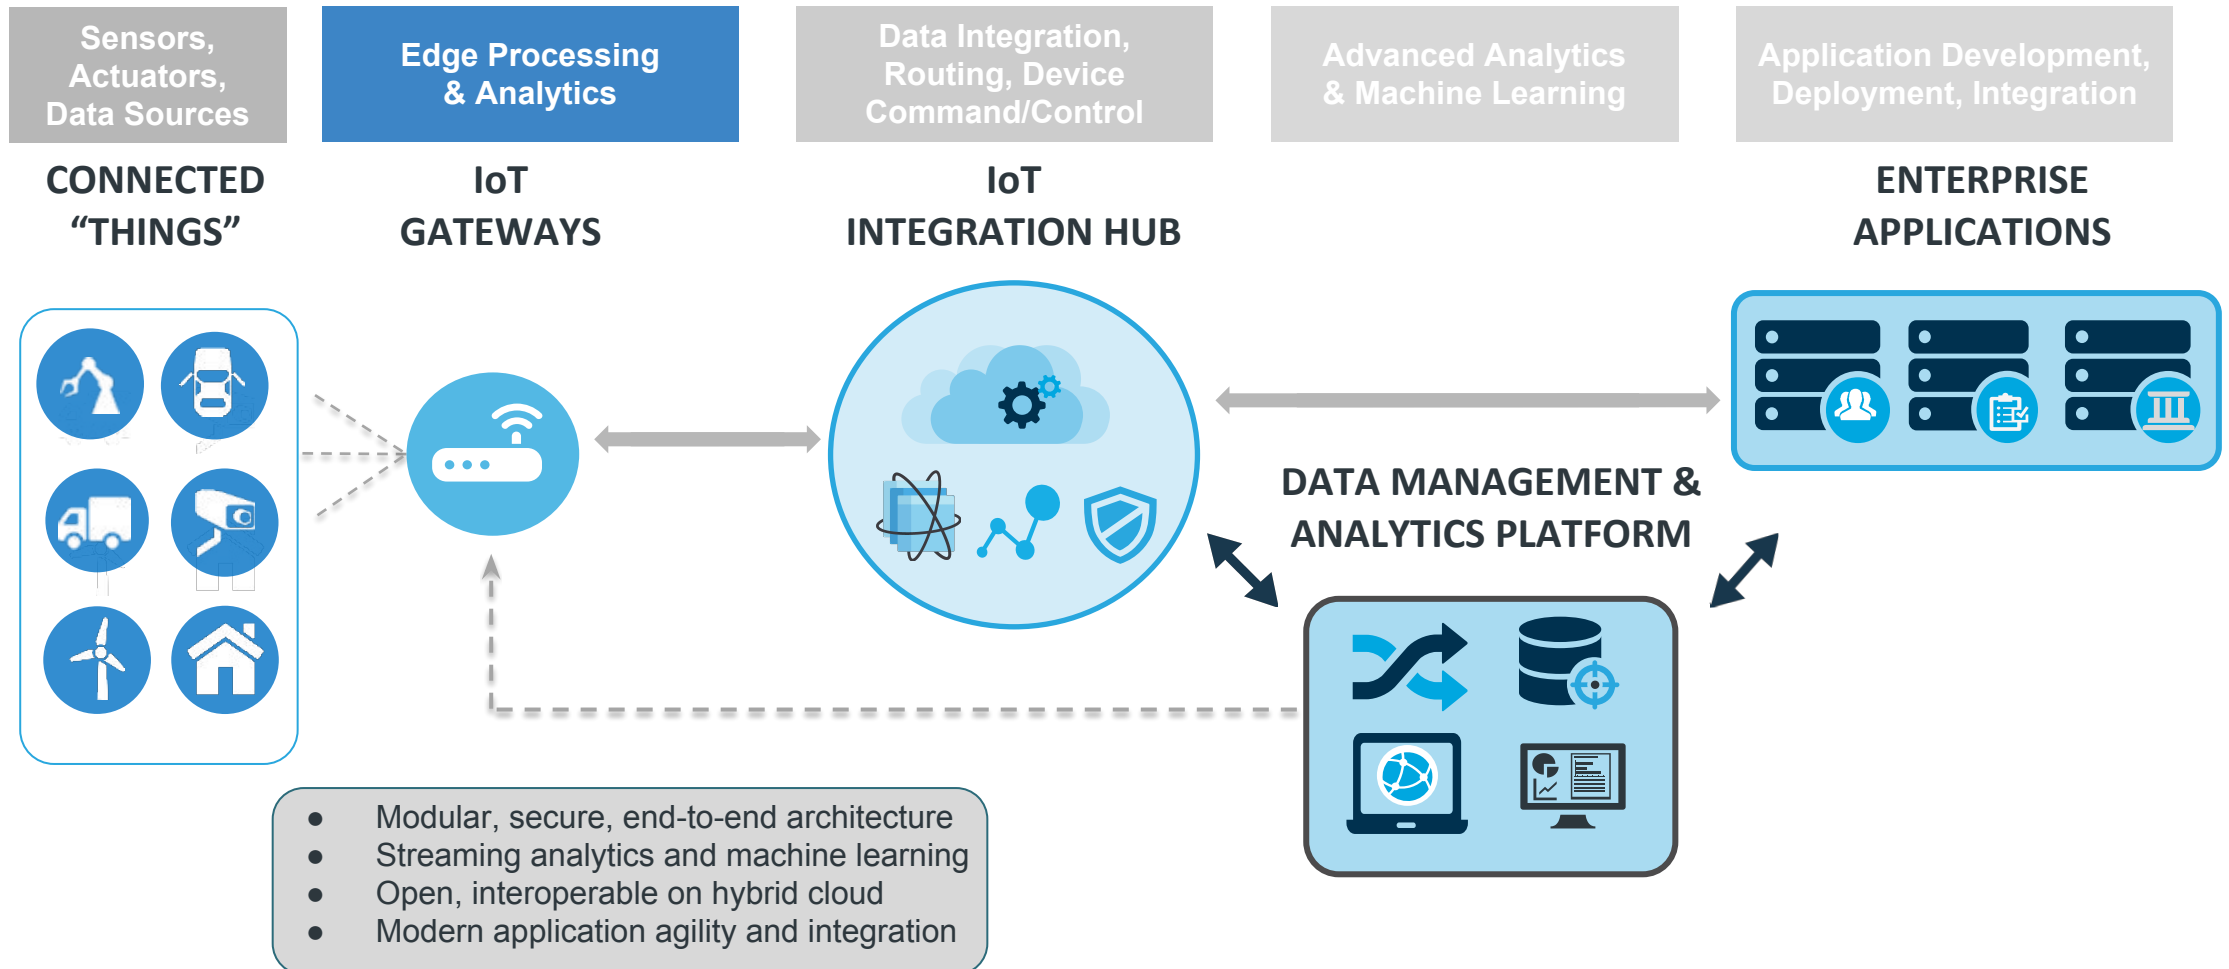 Sensors,
Actuators,
Data Sources
Edge Processing
& Analytics
Data Integration,
Routing, Device
Command/Control
Advanced Analytics
& Machine Learning
Application Development,
Deployment, Integration
CONNECTED
“THINGS”
IoT
GATEWAYS
IoT
INTEGRATION HUB
ENTERPRISE
APPLICATIONS
DATA MANAGEMENT &
ANALYTICS PLATFORM
● Modular, secure, end-to-end architecture
● Streaming analytics and machine learning
● Open, interoperable on hybrid cloud
● Modern application agility and integration